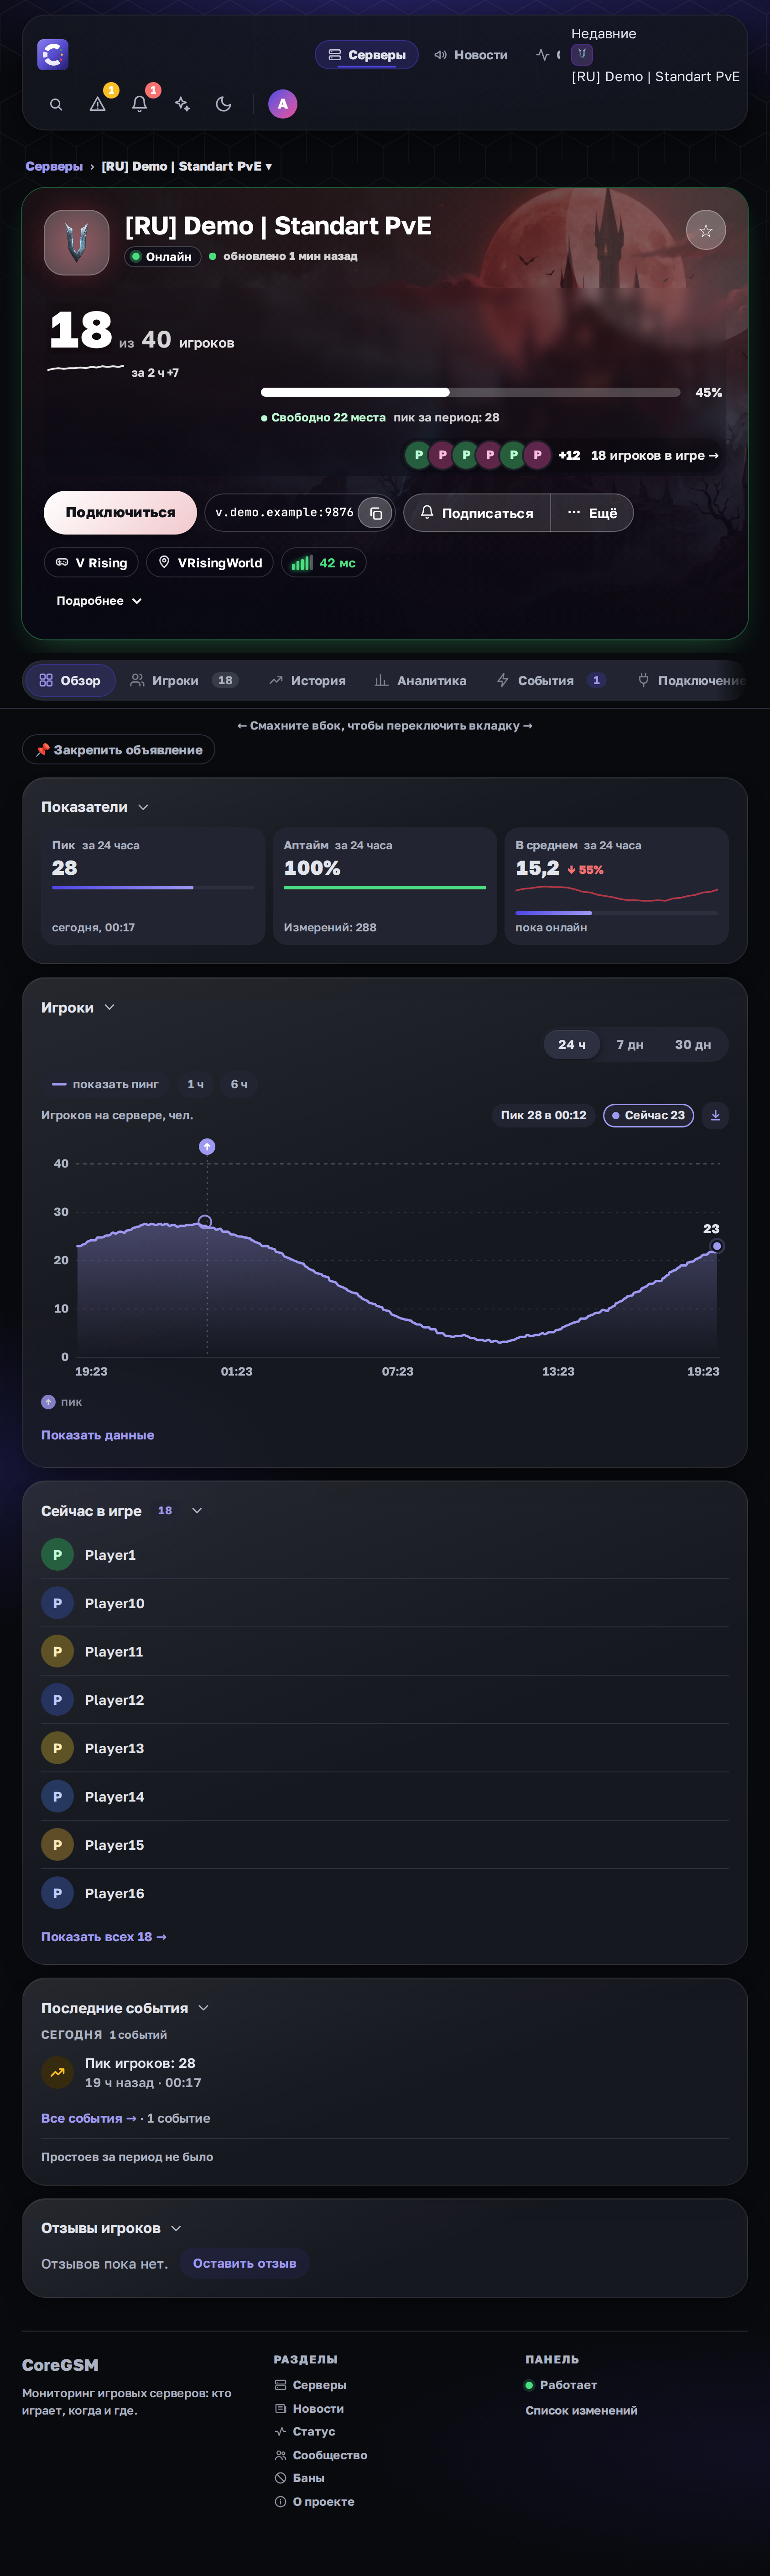 Серверы
Новости
Недавние
[RU] Demo | Standart PvE
1
1
A
Серверы › [RU] Demo | Standart PvE ▾
[RU] Demo | Standart PvE
Онлайн
обновлено 1 мин назад
18 из 40 игроков
за 2 ч +7
45%
Свободно 22 места пик за период: 28
P P P P P P +12 18 игроков в игре →
Подключиться
v.demo.example:9876
Подписаться
··· Ещё
V Rising
VRisingWorld
42 мс
Подробнее
Обзор
Игроки 18
История
Аналитика
События 1
Подключение
← Смахните вбок, чтобы переключить вкладку →
📌 Закрепить объявление
Показатели
Пик за 24 часа
28
сегодня, 00:17
Аптайм за 24 часа
100%
Измерений: 288
В среднем за 24 часа
15,2 ↓ 55%
пока онлайн
Игроки
24 ч 7 дн 30 дн
показать пинг 1 ч 6 ч
Игроков на сервере, чел.
Пик 28 в 00:12
Сейчас 23
40
30
20
10
0
23
19:23 01:23 07:23 13:23 19:23
пик
Показать данные
Сейчас в игре 18
P Player1
P Player10
P Player11
P Player12
P Player13
P Player14
P Player15
P Player16
Показать всех 18 →
Последние события
СЕГОДНЯ 1 событий
Пик игроков: 28
19 ч назад · 00:17
Все события → · 1 событие
Простоев за период не было
Отзывы игроков
Отзывов пока нет. Оставить отзыв
CoreGSM
Мониторинг игровых серверов: кто
играет, когда и где.
РАЗДЕЛЫ
Серверы
Новости
Статус
Сообщество
Баны
О проекте
ПАНЕЛЬ
Работает
Список изменений